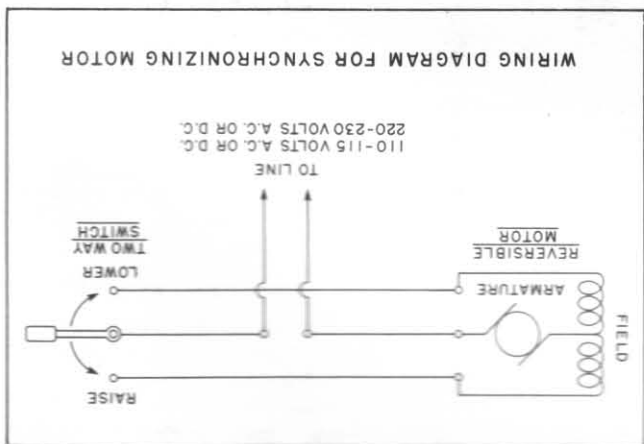 FIELD
ARMATURE
REVERSIBLE
MOTOR
RAISE
LOWER
TWO WAY
SWITCH
TO LINE
110-115 VOLTS A.C. OR D.C.
220-230 VOLTS A.C. OR D.C.
WIRING DIAGRAM FOR SYNCHRONIZING MOTOR